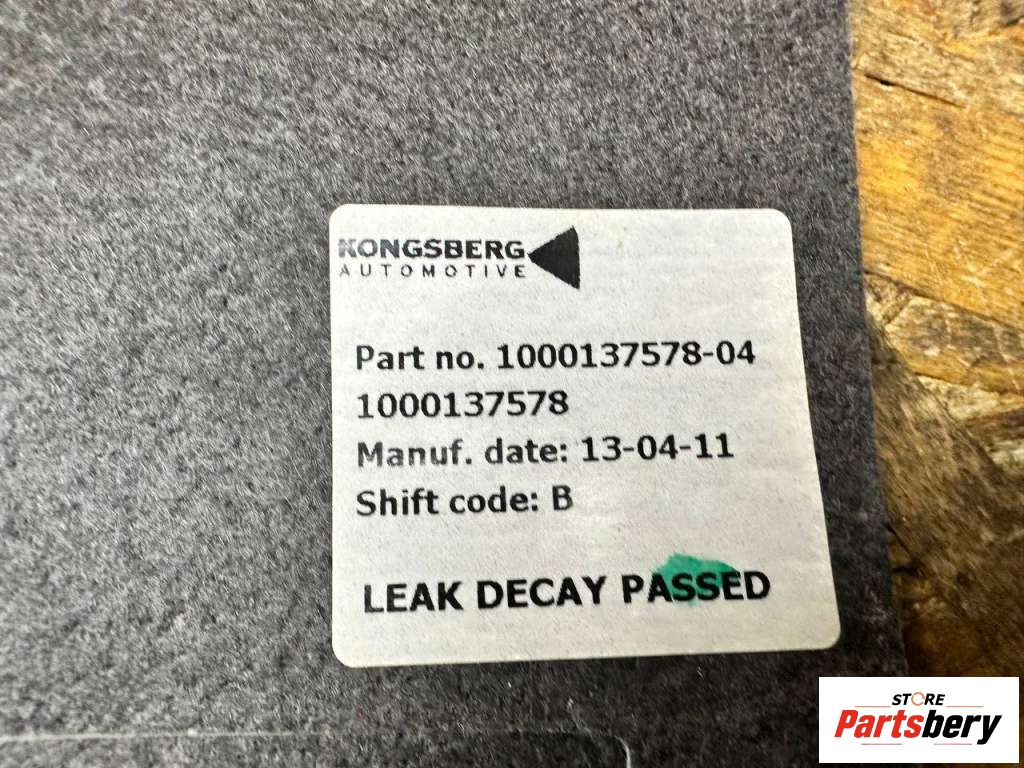 KONGSBERG
AUTOMOTIVE
Part no. 1000137578-04
1000137578
Manuf. date: 13-04-11
Shift code: B
LEAK DECAY PASSED
STORE
Partsbery